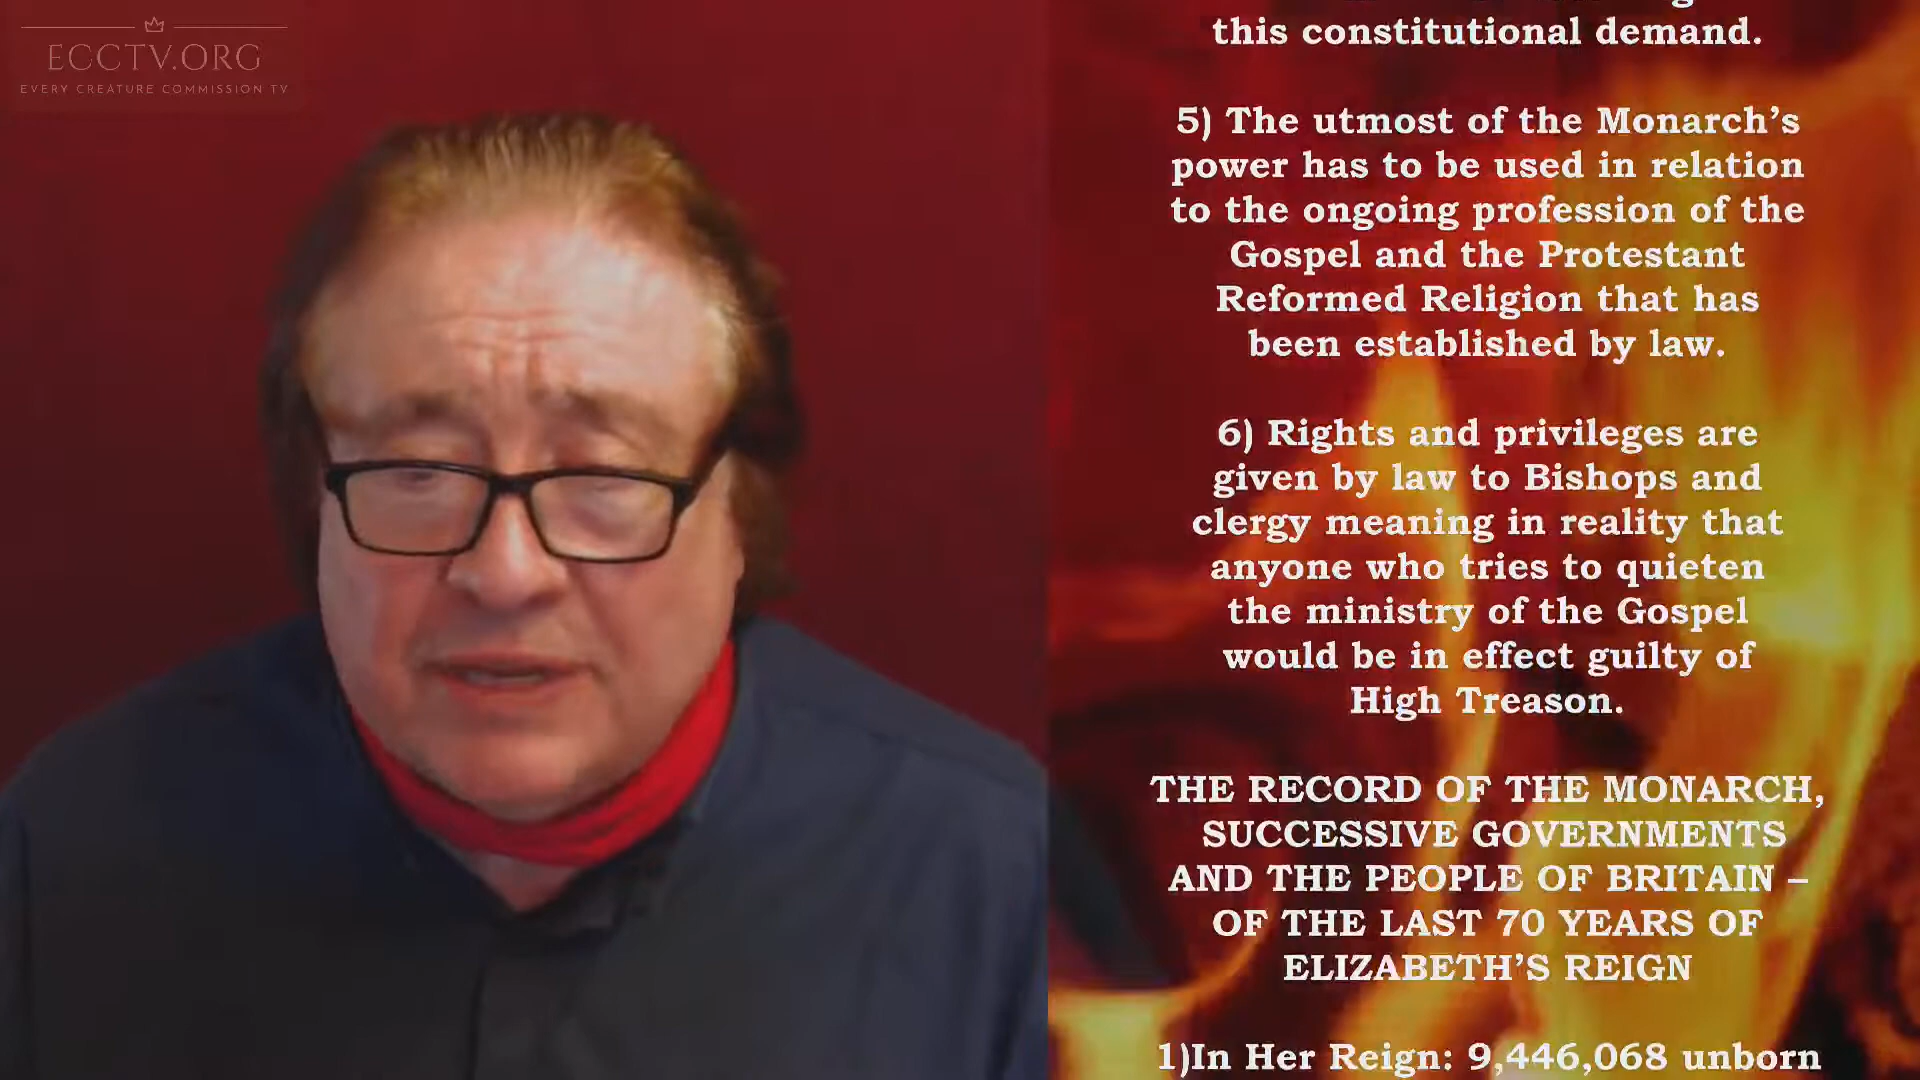 ECCTV.ORG
EVERY CREATURE COMMISSION TV
this constitutional demand.
5) The utmost of the Monarch's
power has to be used in relation
to the ongoing profession of the
Gospel and the Protestant
Reformed Religion that has
been established by law.
6) Rights and privileges are
given by law to Bishops and
clergy meaning in reality that
anyone who tries to quieten
the ministry of the Gospel
would be in effect guilty of
High Treason.
THE RECORD OF THE MONARCH,
SUCCESSIVE GOVERNMENTS
AND THE PEOPLE OF BRITAIN –
OF THE LAST 70 YEARS OF
ELIZABETH'S REIGN
1)In Her Reign: 9,446,068 unborn